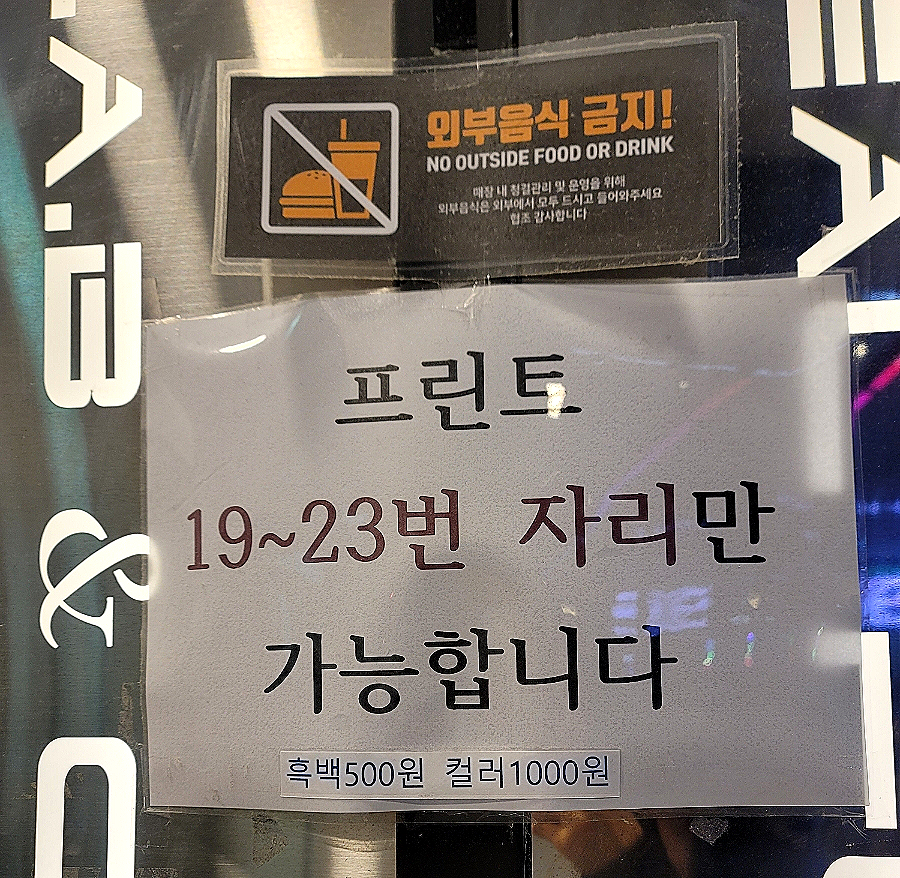 외부음식 금지!
NO OUTSIDE FOOD OR DRINK
매장 내 청결관리 및 운영을 위해
외부음식은 외부에서 모두 드시고 들어와주세요
협조 감사합니다
프린트
19~23번 자리만
가능합니다
흑백500원 컬러1000원
A.B &